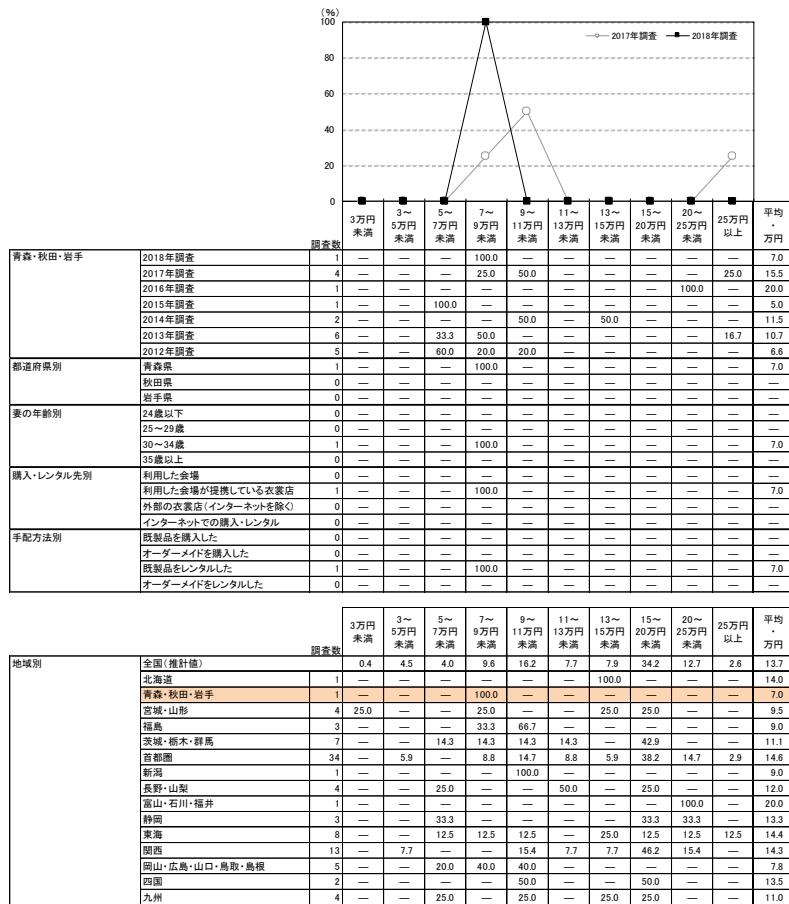 (%)
100
80
60
40
20
0
2017年調査 2018年調査
調査数 3万円未満 3～5万円未満 5～7万円未満 7～9万円未満 9～11万円未満 11～13万円未満 13～15万円未満 15～20万円未満 20～25万円未満 25万円以上 平均・万円
青森・秋田・岩手 2018年調査 1 — — — 100.0 — — — — — — 7.0
2017年調査 4 — — — 25.0 50.0 — — — — 25.0 15.5
2016年調査 1 — — — — — — — — 100.0 — 20.0
2015年調査 1 — — 100.0 — — — — — — — 5.0
2014年調査 2 — — — — 50.0 — 50.0 — — — 11.5
2013年調査 6 — — 33.3 50.0 — — — — — 16.7 10.7
2012年調査 5 — — 60.0 20.0 20.0 — — — — — 6.6
都道府県別 青森県 1 — — — 100.0 — — — — — — 7.0
秋田県 0 — — — — — — — — — — —
岩手県 0 — — — — — — — — — — —
妻の年齢別 24歳以下 0 — — — — — — — — — — —
25～29歳 0 — — — — — — — — — — —
30～34歳 1 — — — 100.0 — — — — — — 7.0
35歳以上 0 — — — — — — — — — — —
購入・レンタル先別 利用した会場 0 — — — — — — — — — — —
利用した会場が提携している衣裳店 1 — — — 100.0 — — — — — — 7.0
外部の衣裳店（インターネットを除く） 0 — — — — — — — — — — —
インターネットでの購入・レンタル 0 — — — — — — — — — — —
手配方法別 既製品を購入した 0 — — — — — — — — — — —
オーダーメイドを購入した 0 — — — — — — — — — — —
既製品をレンタルした 1 — — — 100.0 — — — — — — 7.0
オーダーメイドをレンタルした 0 — — — — — — — — — — —
調査数 3万円未満 3～5万円未満 5～7万円未満 7～9万円未満 9～11万円未満 11～13万円未満 13～15万円未満 15～20万円未満 20～25万円未満 25万円以上 平均・万円
地域別 全国（推計値） 0.4 4.5 4.0 9.6 16.2 7.7 7.9 34.2 12.7 2.6 13.7
北海道 1 — — — — — — 100.0 — — — 14.0
青森・秋田・岩手 1 — — — 100.0 — — — — — — 7.0
宮城・山形 4 25.0 — — 25.0 — — 25.0 25.0 — — 9.5
福島 3 — — — 33.3 66.7 — — — — — 9.0
茨城・栃木・群馬 7 — — 14.3 14.3 14.3 14.3 — 42.9 — — 11.1
首都圏 34 — 5.9 — 8.8 14.7 8.8 5.9 38.2 14.7 2.9 14.6
新潟 1 — — — — 100.0 — — — — — 9.0
長野・山梨 4 — — 25.0 — — 50.0 — 25.0 — — 12.0
富山・石川・福井 1 — — — — — — — — 100.0 — 20.0
静岡 3 — — 33.3 — — — — 33.3 33.3 — 13.3
東海 8 — — 12.5 12.5 12.5 — 25.0 12.5 12.5 12.5 14.4
関西 13 — 7.7 — — 15.4 7.7 7.7 46.2 15.4 — 14.3
岡山・広島・山口・鳥取・島根 5 — — 20.0 40.0 40.0 — — — — — 7.8
四国 2 — — — — 50.0 — — 50.0 — — 13.5
九州 4 — — 25.0 — 25.0 — 25.0 25.0 — — 11.0